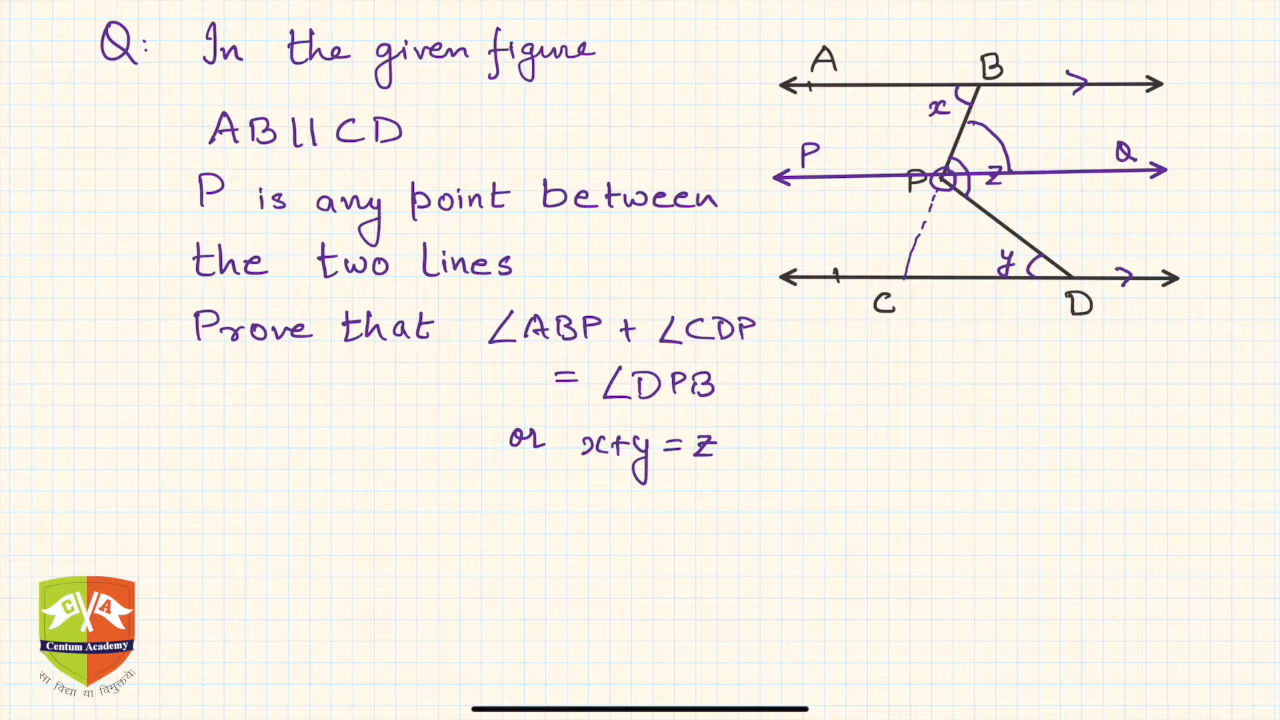 Q: In the given figure
AB || CD
P is any point between
the two lines
Prove that ∠ABP + ∠CDP
= ∠DPB
or x+y = z
A B
x
P Q
P z
y
C D
C A
Centum Academy
सा विद्या या विमुक्तये।